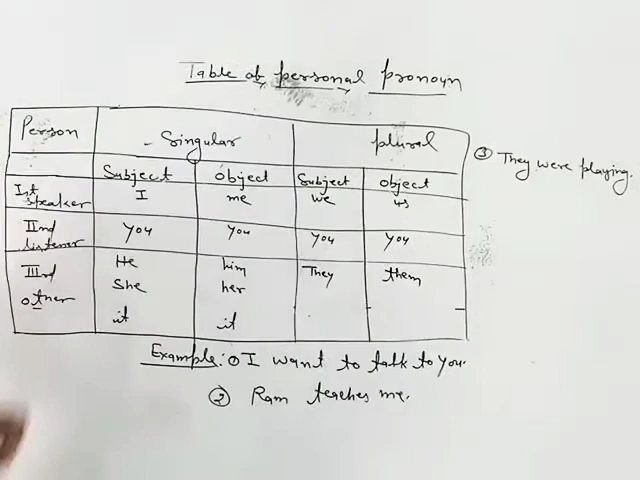 Table of personal pronoun
Person Singular plural
Subject object Subject object
Ist speaker I me we us
IInd listener you you you you
IIIrd other He him They them
She her
it it
Example: ① I want to talk to you.
② Ram teaches me.
③ They were playing.